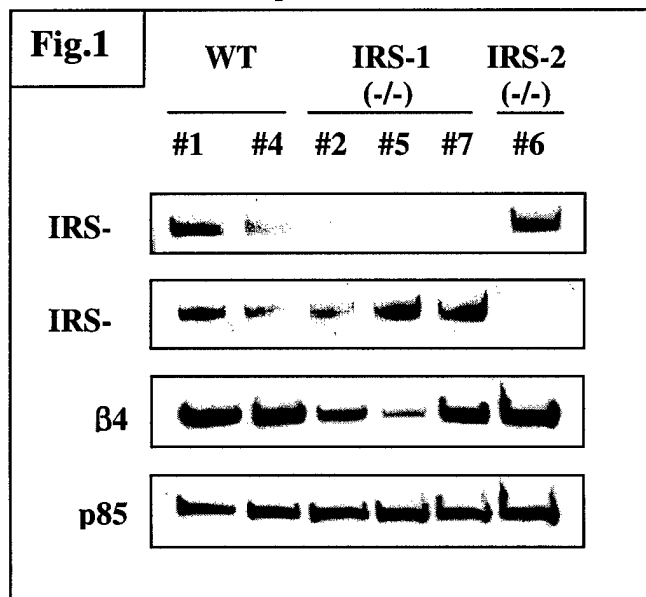 Fig.1
WT IRS-1 IRS-2
(-/-) (-/-)
#1 #4 #2 #5 #7 #6
IRS-
IRS-
β4
p85